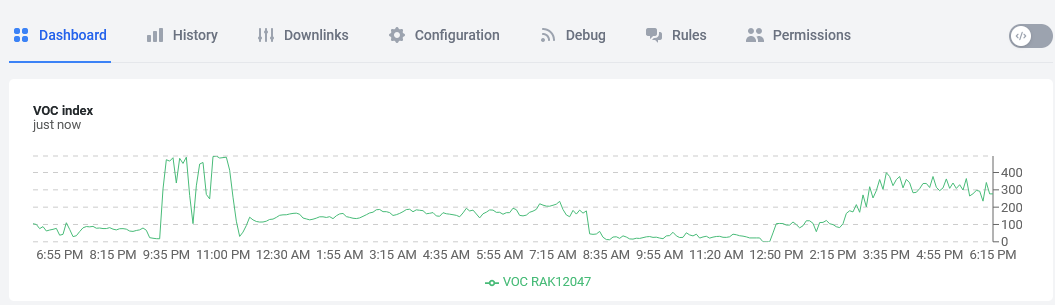 Dashboard History Downlinks Configuration Debug Rules Permissions </>
VOC index
just now
400
300
200
100
0
6:55 PM 8:15 PM 9:35 PM 11:00 PM 12:30 AM 1:55 AM 3:15 AM 4:35 AM 5:55 AM 7:15 AM 8:35 AM 9:55 AM 11:20 AM 12:50 PM 2:15 PM 3:35 PM 4:55 PM 6:15 PM
VOC RAK12047